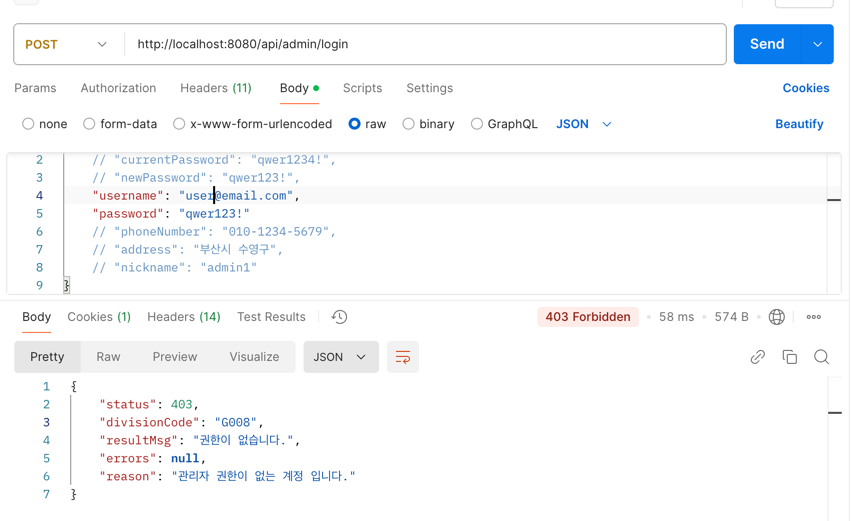 POST http://localhost:8080/api/admin/login Send
Params Authorization Headers (11) Body Scripts Settings Cookies
none form-data x-www-form-urlencoded raw binary GraphQL JSON Beautify
2 // "currentPassword": "qwer1234!",
3 // "newPassword": "qwer123!",
4 "username": "user@email.com",
5 "password": "qwer123!"
6 // "phoneNumber": "010-1234-5679",
7 // "address": "부산시 수영구",
8 // "nickname": "admin1"
9 }
Body Cookies (1) Headers (14) Test Results 403 Forbidden 58 ms 574 B
Pretty Raw Preview Visualize JSON
1 {
2 "status": 403,
3 "divisionCode": "G008",
4 "resultMsg": "권한이 없습니다.",
5 "errors": null,
6 "reason": "관리자 권한이 없는 계정 입니다."
7 }